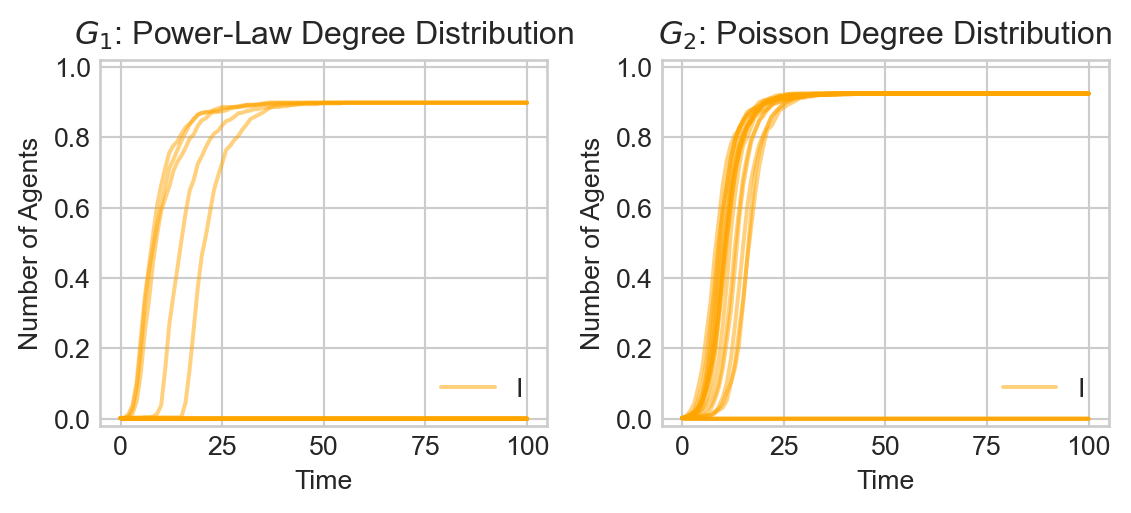 G₁: Power-Law Degree Distribution
Number of Agents
1.0
0.8
0.6
0.4
0.2
0.0
I
0 25 50 75 100
Time
G₂: Poisson Degree Distribution
Number of Agents
1.0
0.8
0.6
0.4
0.2
0.0
I
0 25 50 75 100
Time